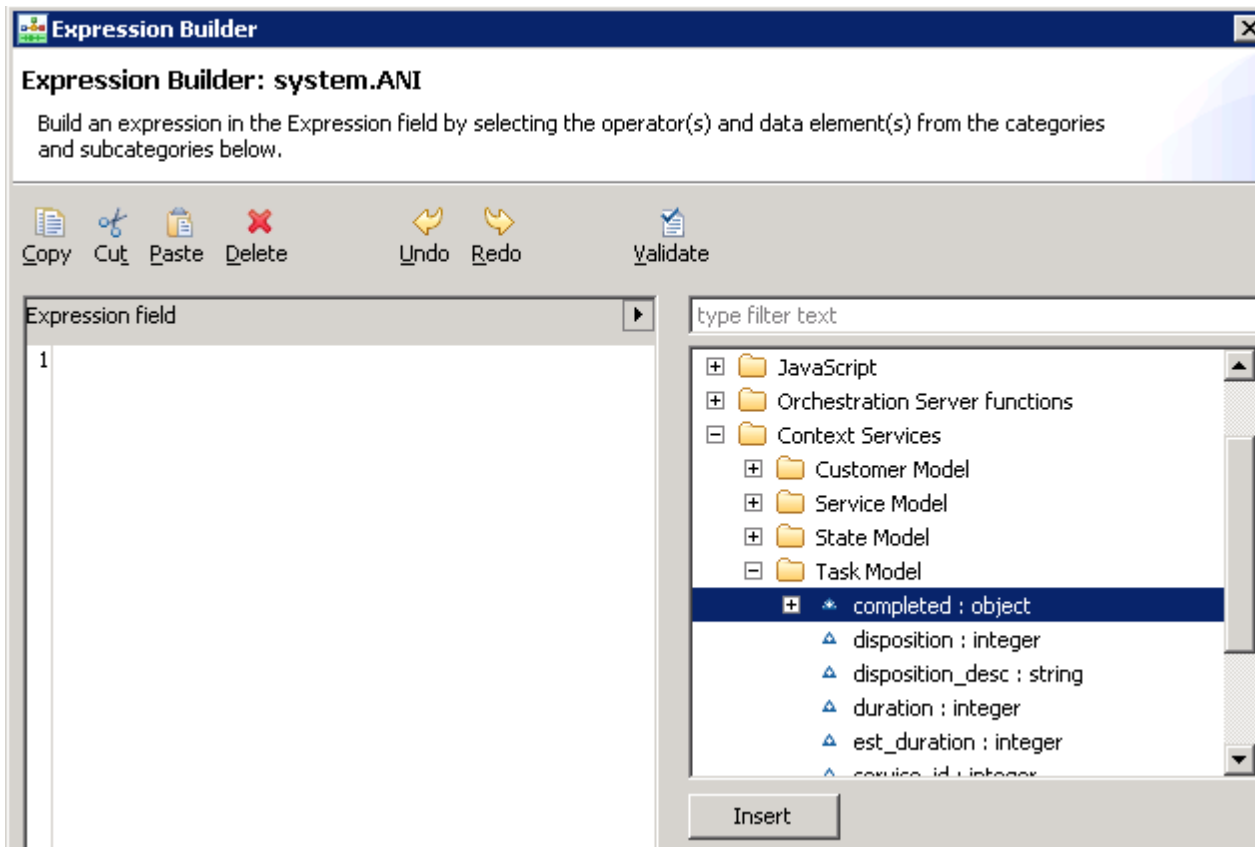 Expression Builder
Expression Builder: system.ANI
Build an expression in the Expression field by selecting the operator(s) and data element(s) from the categories
and subcategories below.
Copy Cut Paste Delete Undo Redo Validate
Expression field
type filter text
1
JavaScript
Orchestration Server functions
Context Services
Customer Model
Service Model
State Model
Task Model
completed : object
disposition : integer
disposition_desc : string
duration : integer
est_duration : integer
service_id : integer
Insert